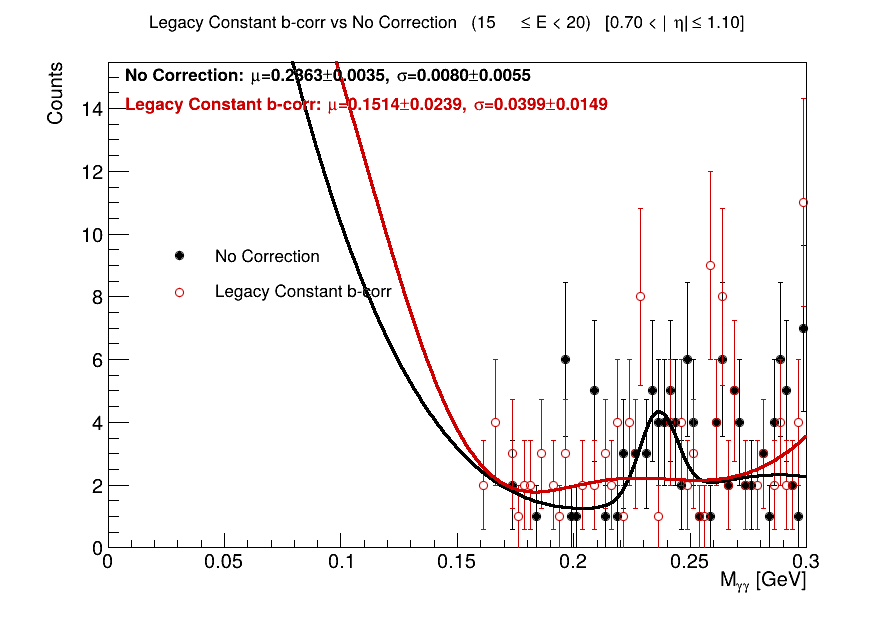 Legacy Constant b-corr vs No Correction (15 ≤ E < 20) [0.70 < | η| ≤ 1.10]
Counts
No Correction: μ=0.2363±0.0035, σ=0.0080±0.0055
Legacy Constant b-corr: μ=0.1514±0.0239, σ=0.0399±0.0149
14
12
10
8
6
4
2
0
No Correction
Legacy Constant b-corr
0 0.05 0.1 0.15 0.2 0.25 0.3
Mγγ [GeV]